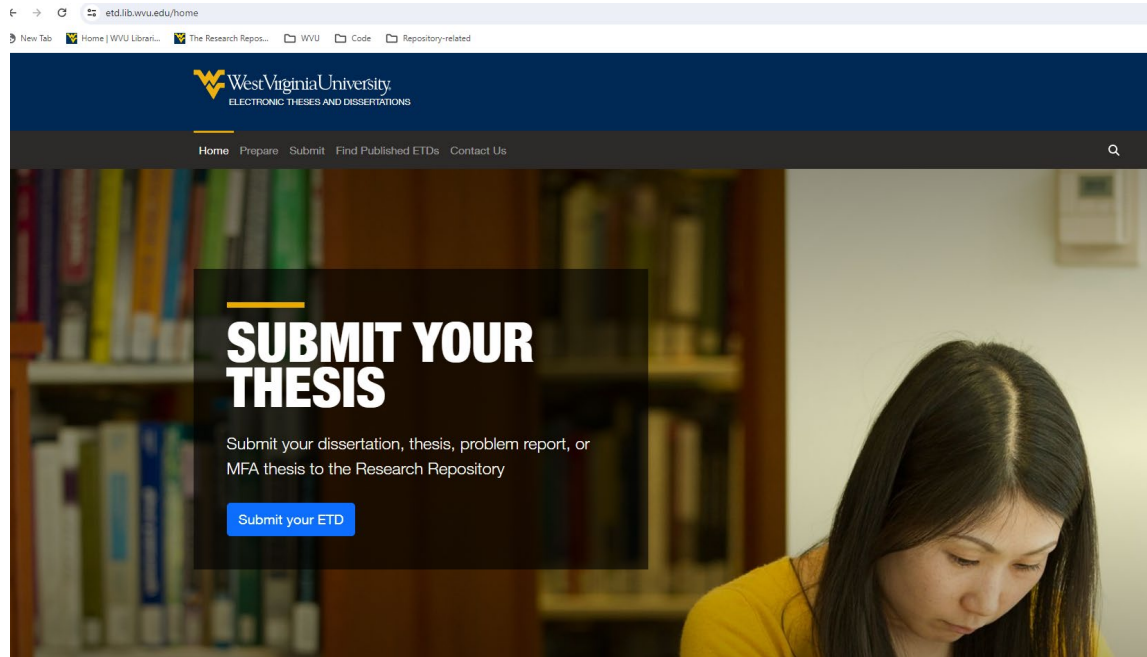 etd.lib.wvu.edu/home
New Tab Home | WVU Librari... The Research Repos... WVU Code Repository-related
WestVirginiaUniversity.
ELECTRONIC THESES AND DISSERTATIONS
Home Prepare Submit Find Published ETDs Contact Us
SUBMIT YOUR
THESIS
Submit your dissertation, thesis, problem report, or
MFA thesis to the Research Repository
Submit your ETD